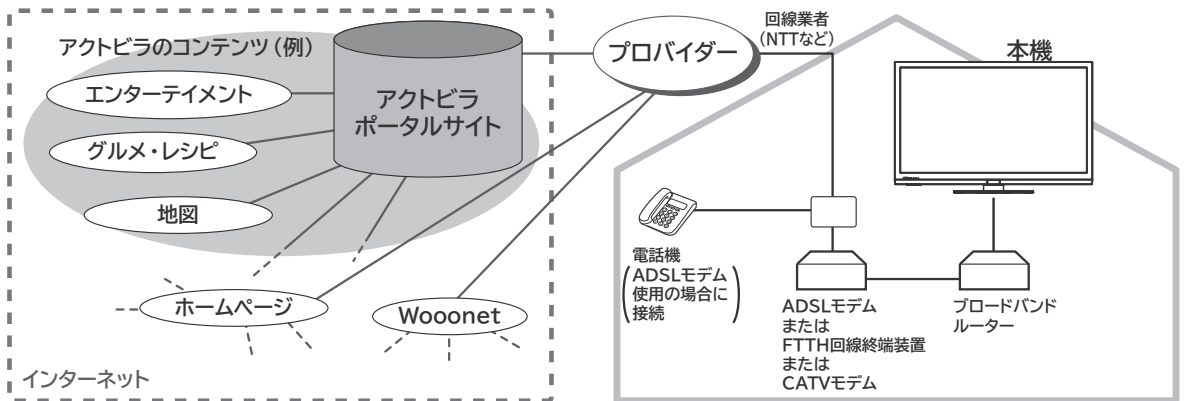 アクトビラのコンテンツ（例）
エンターテイメント
グルメ・レシピ
地図
アクトビラ
ポータルサイト
ホームページ
Wooonet
インターネット
プロバイダー
回線業者
（NTTなど）
本機
電話機
（ADSLモデム
使用の場合に
接続）
ADSLモデム
または
FTTH回線終端装置
または
CATVモデム
ブロードバンド
ルーター